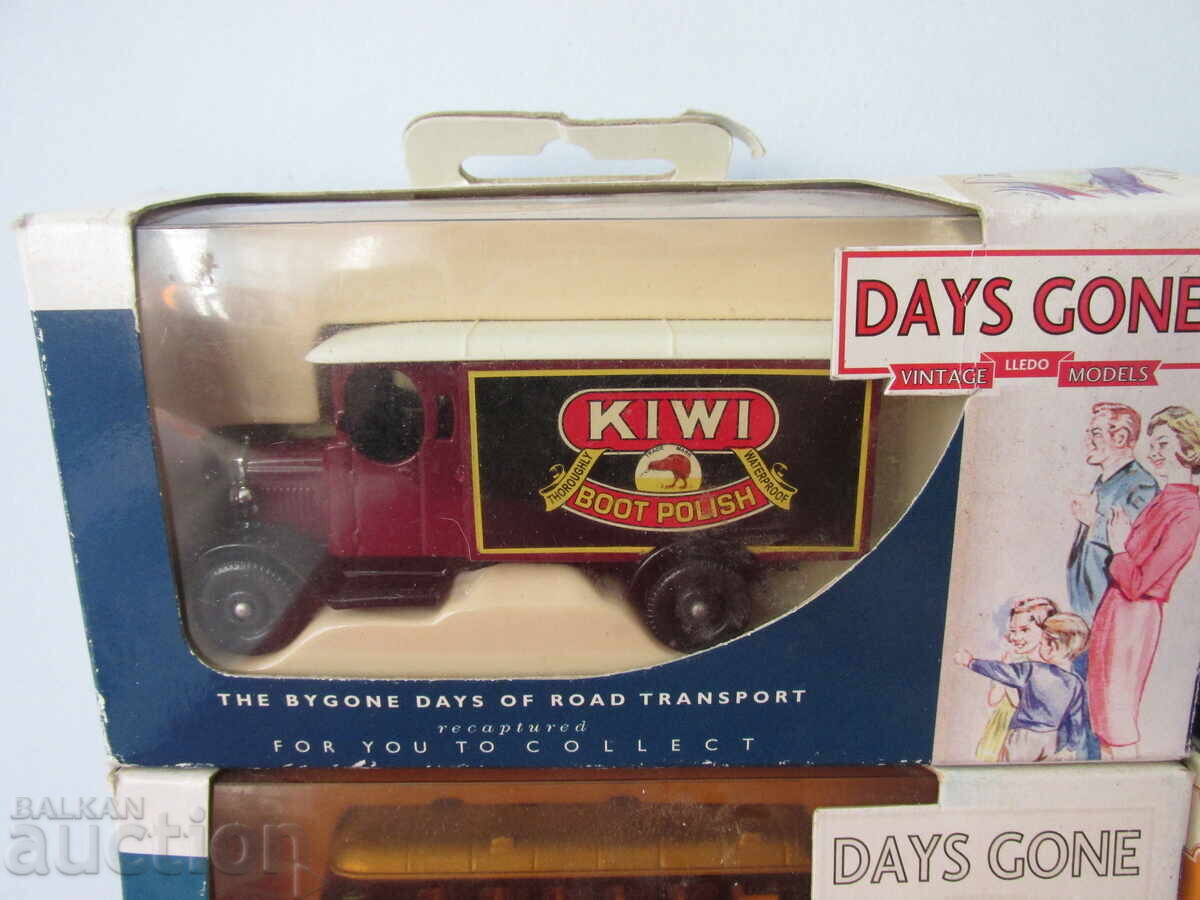 DAYS GONE
VINTAGE LLEDO MODELS
KIWI
TRADE MARK
THOROUGHLY WATERPROOF
BOOT POLISH
THE BYGONE DAYS OF ROAD TRANSPORT
recaptured
FOR YOU TO COLLECT
DAYS GONE
BALKAN
auction